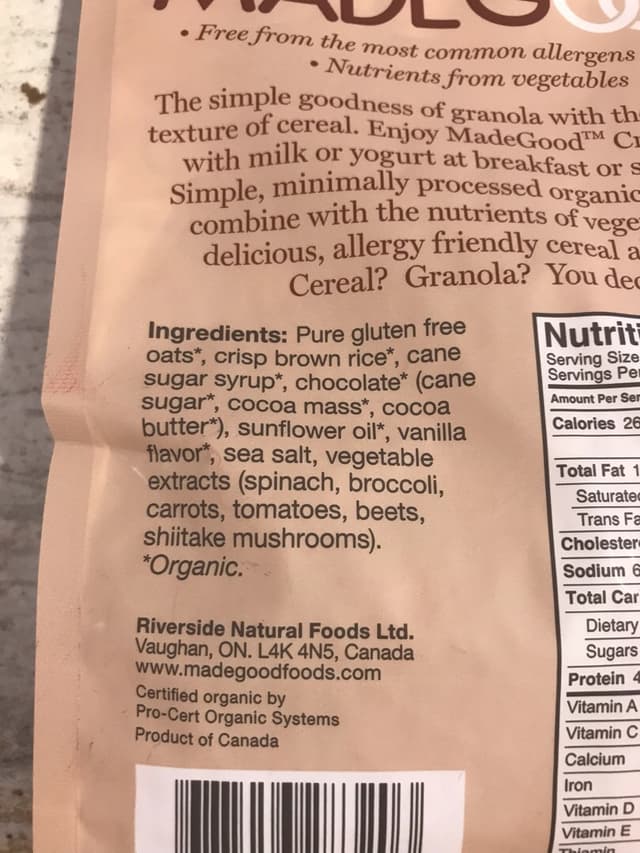 • Free from the most common allergens
• Nutrients from vegetables
The simple goodness of granola with
texture of cereal. Enjoy MadeGood™
with milk or yogurt at breakfast or
Simple, minimally processed organic
combine with the nutrients of
delicious, allergy friendly cereal
Cereal? Granola? You
Ingredients: Pure gluten free
oats*, crisp brown rice*, cane
sugar syrup*, chocolate* (cane
sugar*, cocoa mass*, cocoa
butter*), sunflower oil*, vanilla
flavor*, sea salt, vegetable
extracts (spinach, broccoli,
carrots, tomatoes, beets,
shiitake mushrooms).
*Organic.
Riverside Natural Foods Ltd.
Vaughan, ON. L4K 4N5, Canada
www.madegoodfoods.com
Certified organic by
Pro-Cert Organic Systems
Product of Canada
Serving Size
Servings
Amount Per
Calories
Total Fat
Trans
Sodium
Total
Dietary
Sugars
Protein
Vitamin A
Vitamin C
Calcium
Iron
Vitamin D
Vitamin E